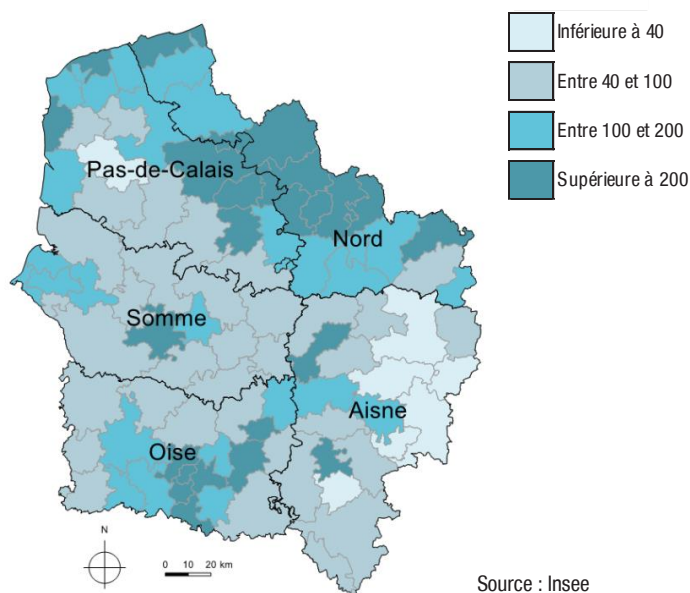 Inférieure à 40
Entre 40 et 100
Entre 100 et 200
Supérieure à 200
Pas-de-Calais
Nord
Somme
Aisne
Oise
N
0 10 20 km
Source : Insee